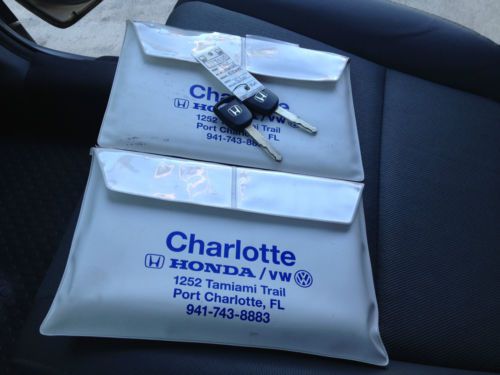 Charlotte
HONDA/VW
1252 Tamiami Trail
Port Charlotte, FL
941-743-8883
Charlotte
HONDA/VW
1252 Tamiami Trail
Port Charlotte, FL
941-743-8883